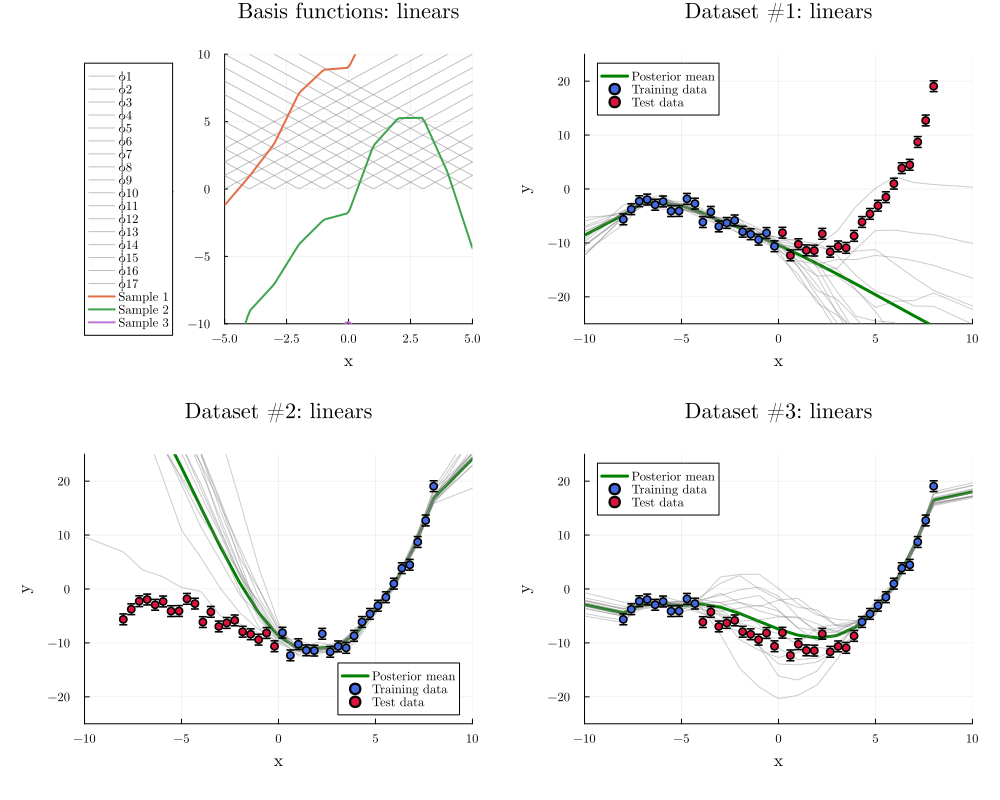 Basis functions: linears
ϕ1
ϕ2
ϕ3
ϕ4
ϕ5
ϕ6
ϕ7
ϕ8
ϕ9
ϕ10
ϕ11
ϕ12
ϕ13
ϕ14
ϕ15
ϕ16
ϕ17
Sample 1
Sample 2
Sample 3
10
5
0
−5
−10
−5.0
−2.5
0.0
2.5
5.0
x
Dataset #1: linears
Posterior mean
Training data
Test data
20
10
0
−10
−20
y
−10
−5
0
5
10
x
Dataset #2: linears
20
10
0
−10
−20
y
Posterior mean
Training data
Test data
−10
−5
0
5
10
x
Dataset #3: linears
Posterior mean
Training data
Test data
20
10
0
−10
−20
y
−10
−5
0
5
10
x